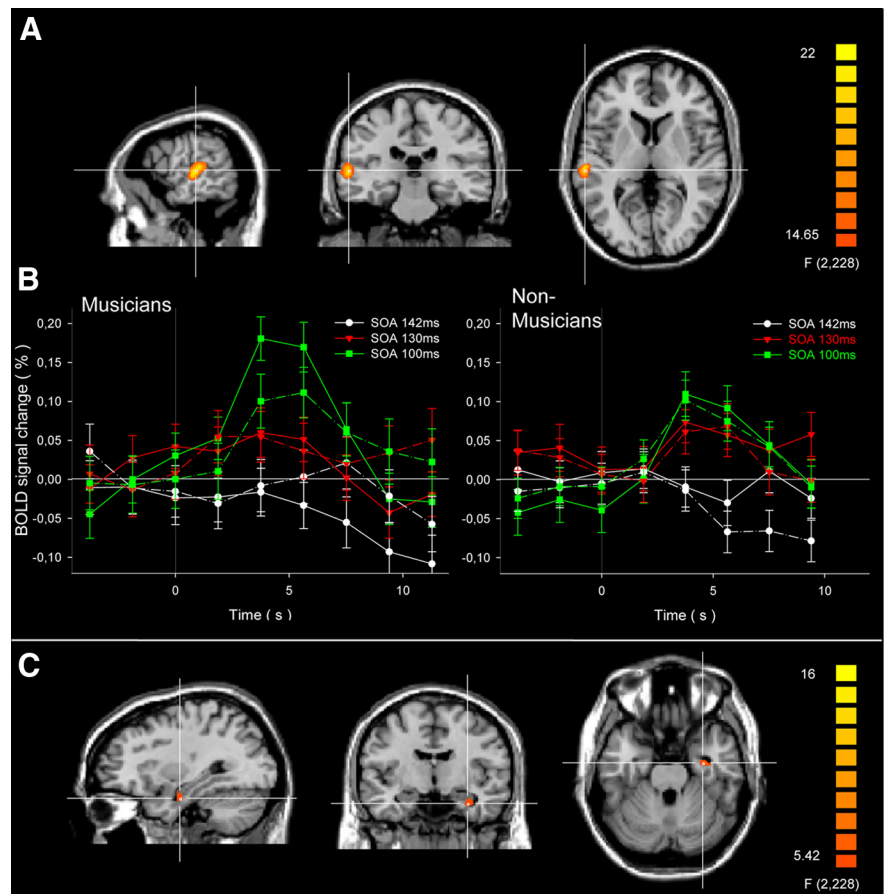 A
22
14.65
F (2,228)
B
Musicians
SOA 142ms
SOA 130ms
SOA 100ms
0,20
0,15
0,10
0,05
0,00
-0,05
-0,10
BOLD signal change ( % )
0
5
10
Time ( s )
Non-
Musicians
SOA 142ms
SOA 130ms
SOA 100ms
0,20
0,15
0,10
0,05
0,00
-0,05
-0,10
0
5
10
Time ( s )
C
16
5.42
F (2,228)